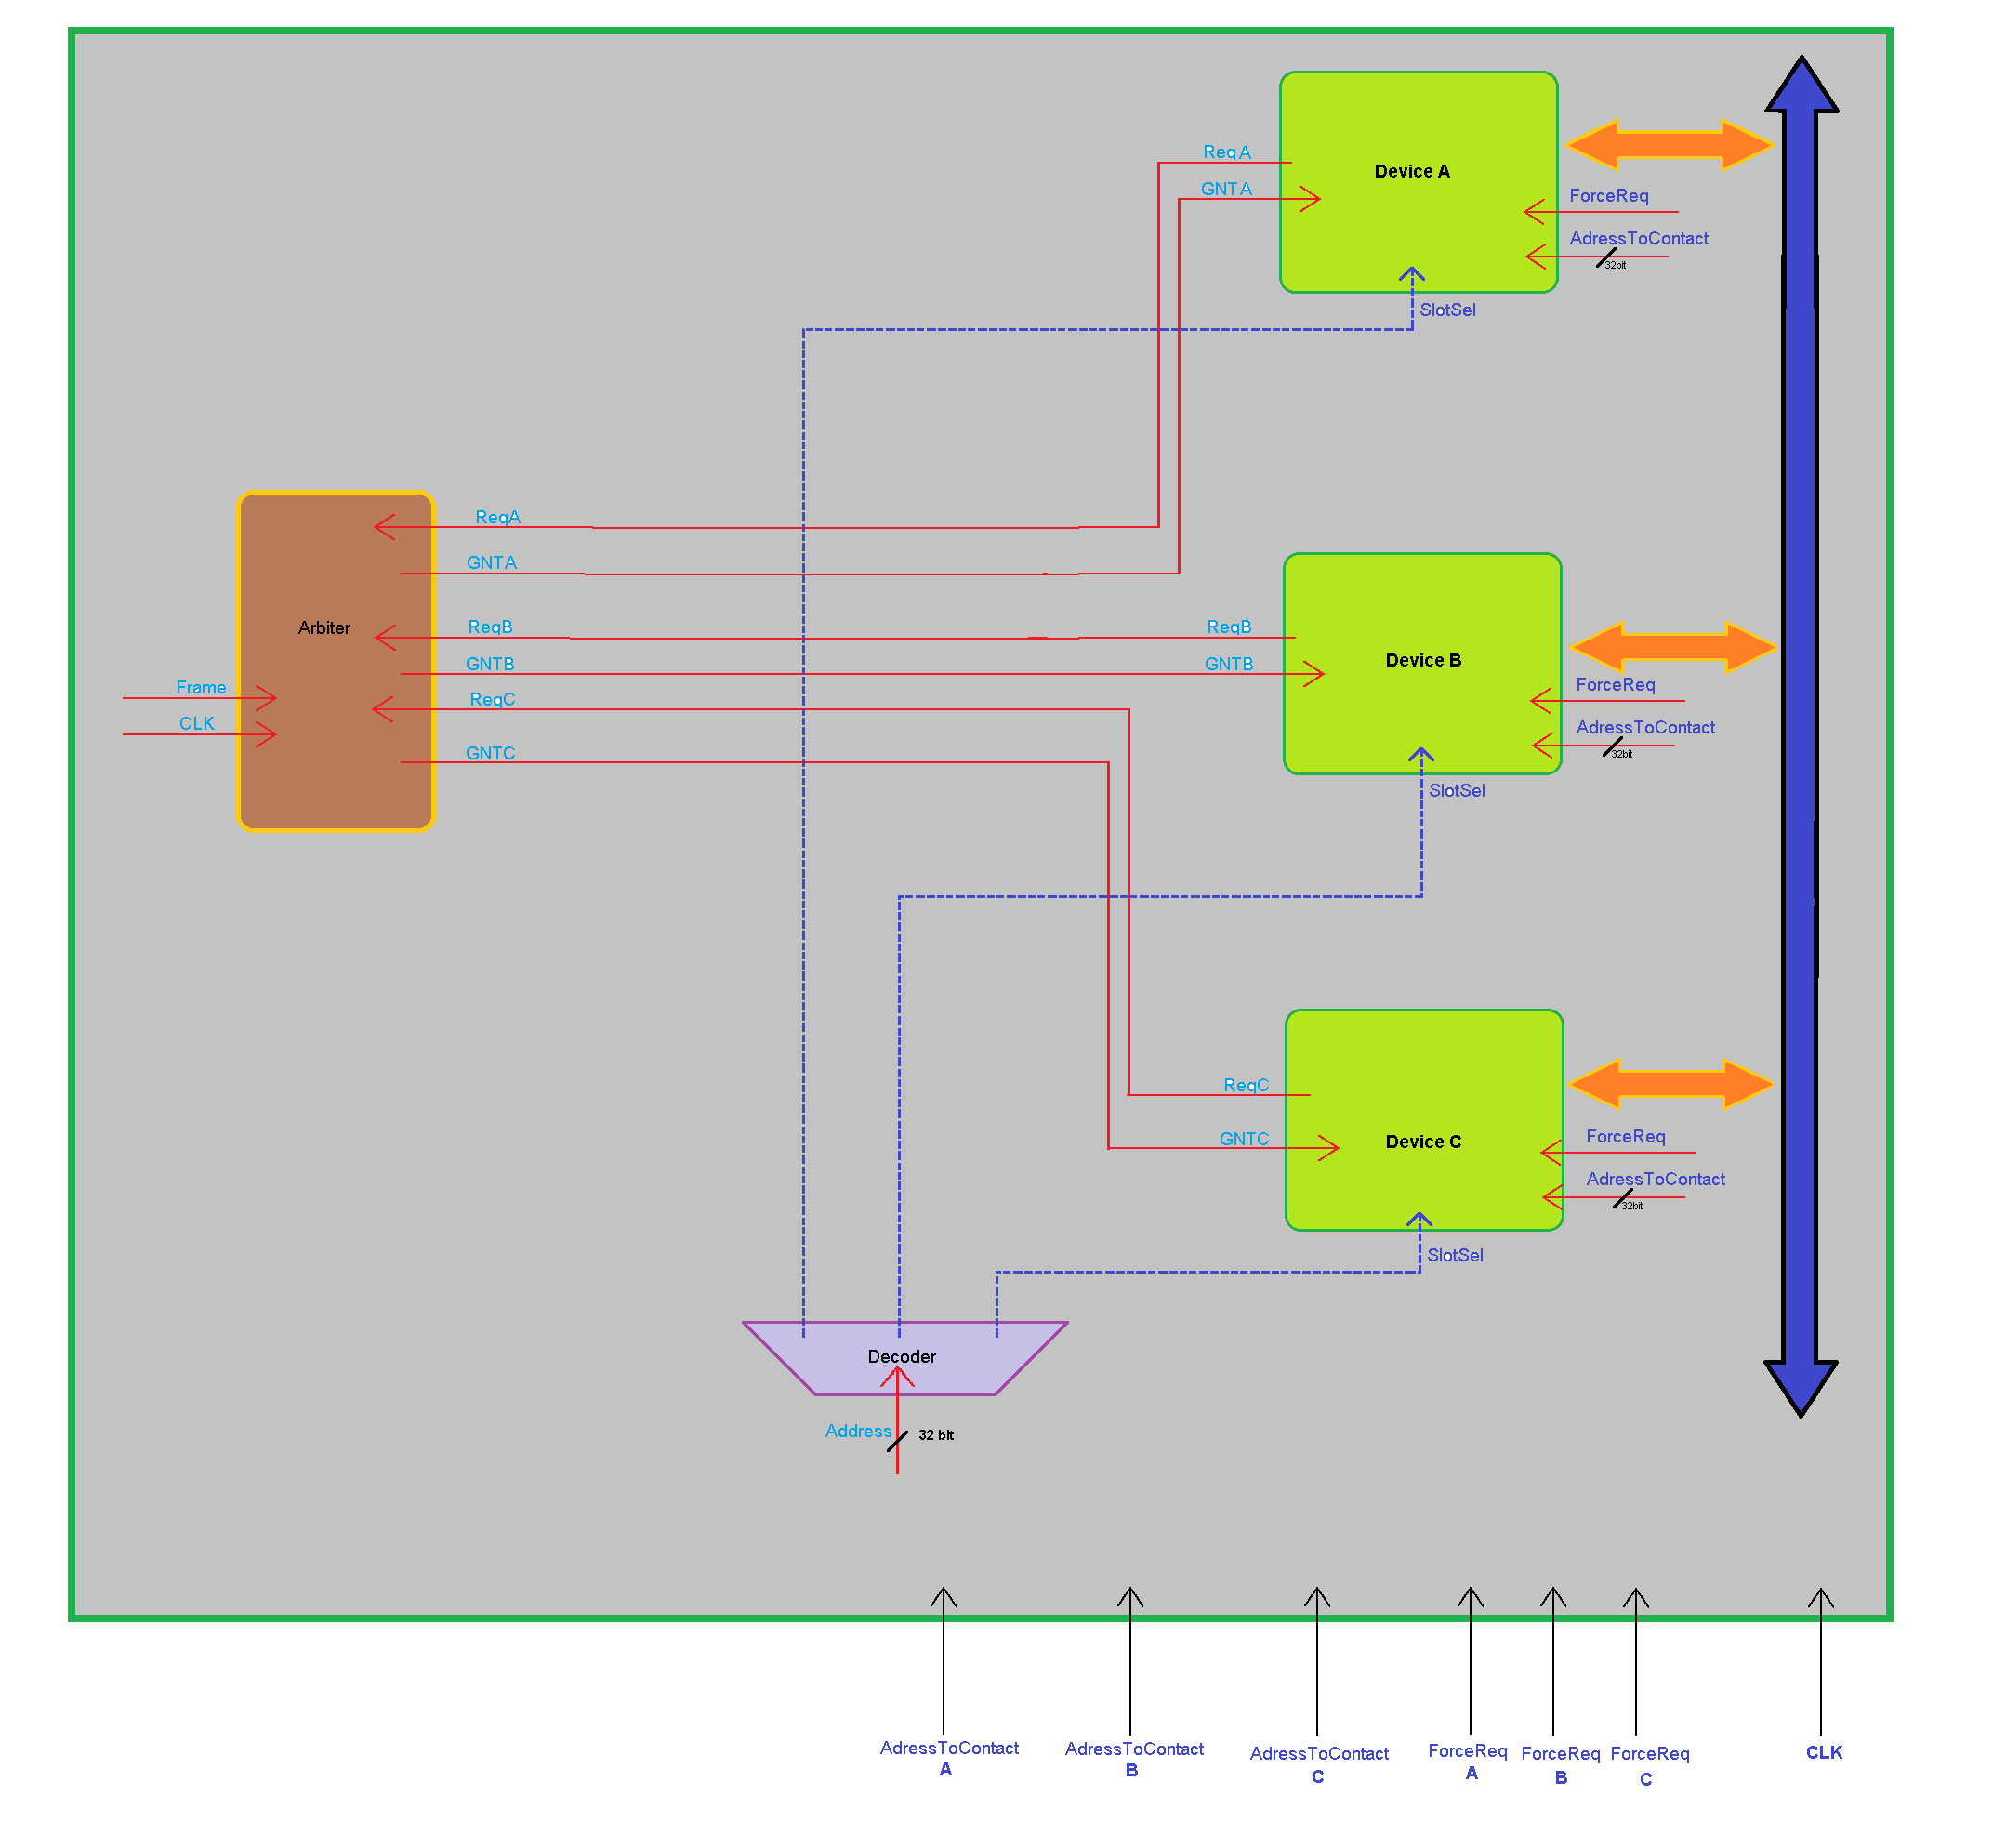 ReqA
GNTA
Device A
ForceReq
AdressToContact
32bit
SlotSel
ReqA
GNTA
Arbiter
ReqB
GNTB
ReqC
GNTC
Frame
CLK
ReqB
GNTB
Device B
ForceReq
AdressToContact
32bit
SlotSel
ReqC
GNTC
Device C
ForceReq
AdressToContact
32bit
SlotSel
Decoder
Address
32 bit
AdressToContact
A
AdressToContact
B
AdressToContact
C
ForceReq
A
ForceReq
B
ForceReq
C
CLK